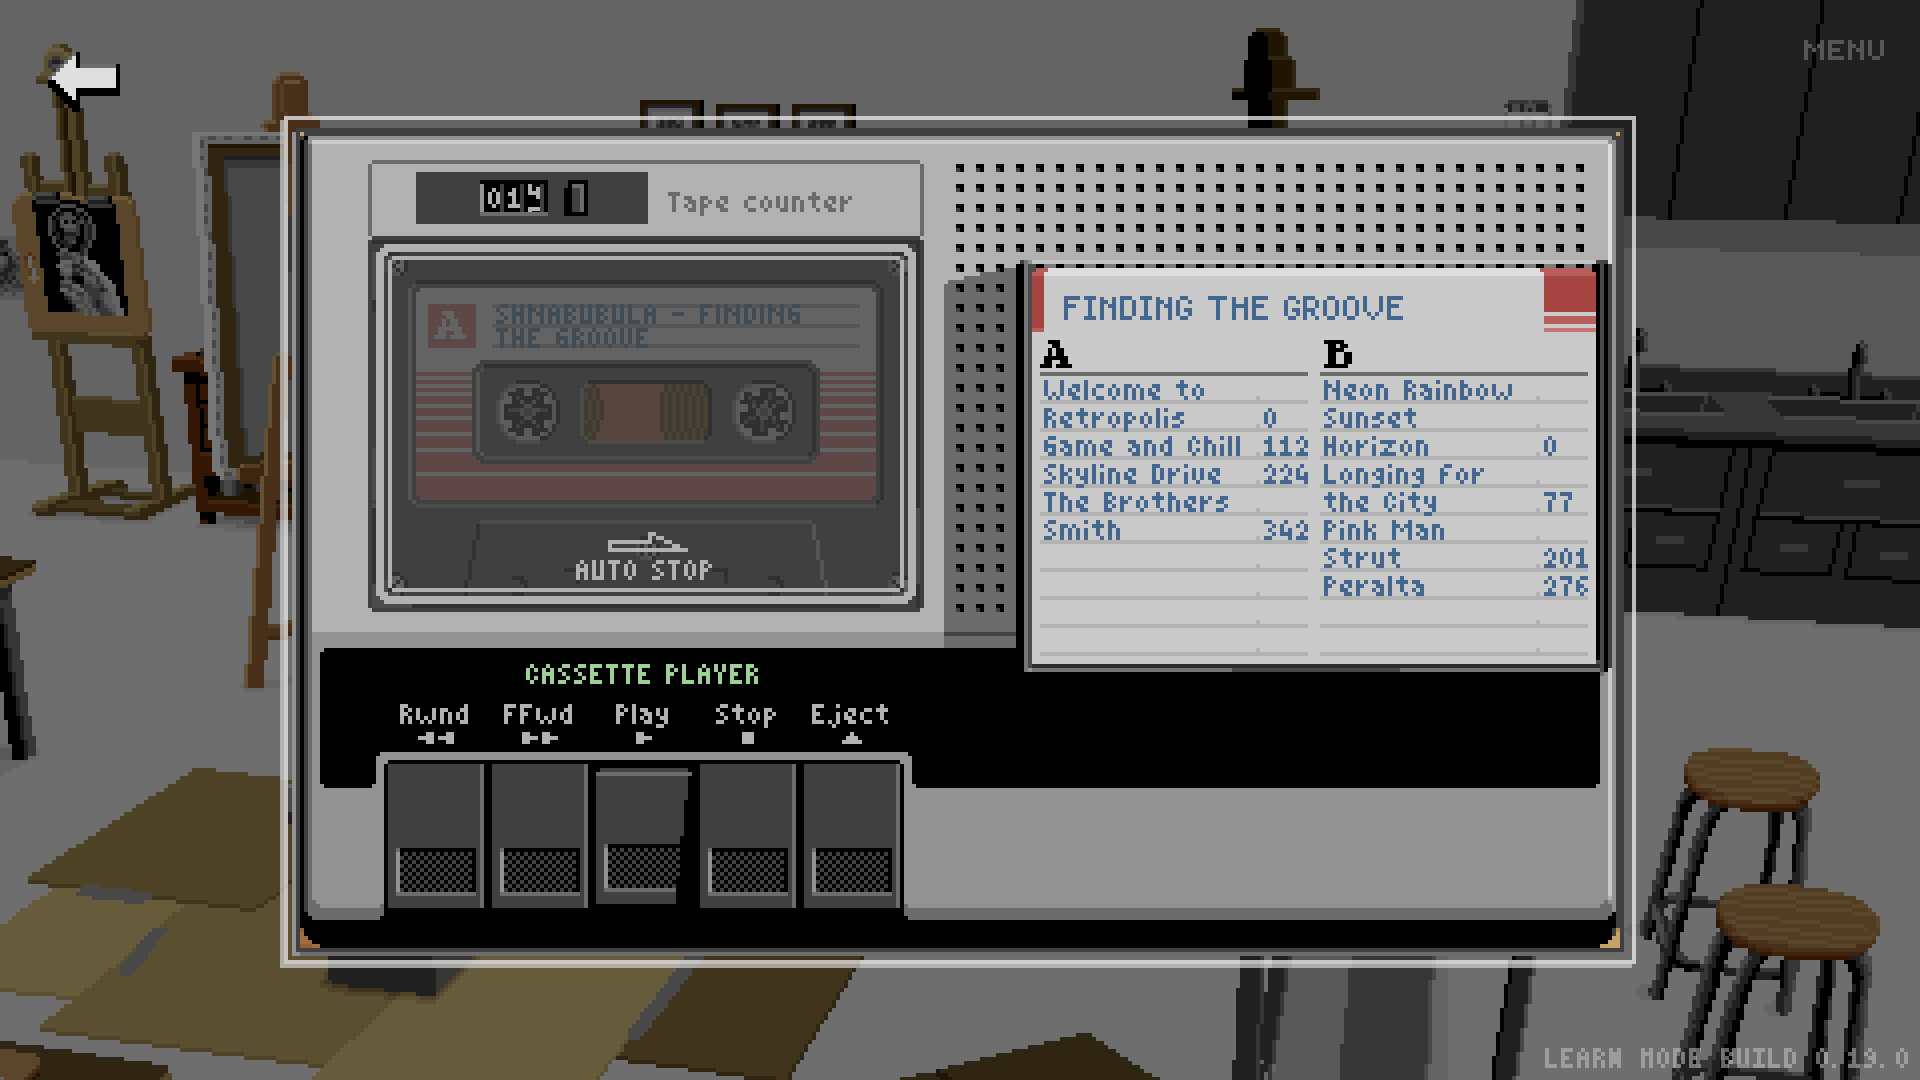 MENU
014
Tape counter
A
SHNABUBULA - FINDING
THE GROOVE
AUTO STOP
FINDING THE GROOVE
A
Welcome to
Retropolis 0
Game and Chill 112
Skyline Drive 224
The Brothers
Smith 342
B
Neon Rainbow
Sunset
Horizon 0
Longing For
the City 77
Pink Man
Strut 201
Peralta 276
CASSETTE PLAYER
Rwnd FFwd Play Stop Eject
LEARN MODE BUILD 0.19.0